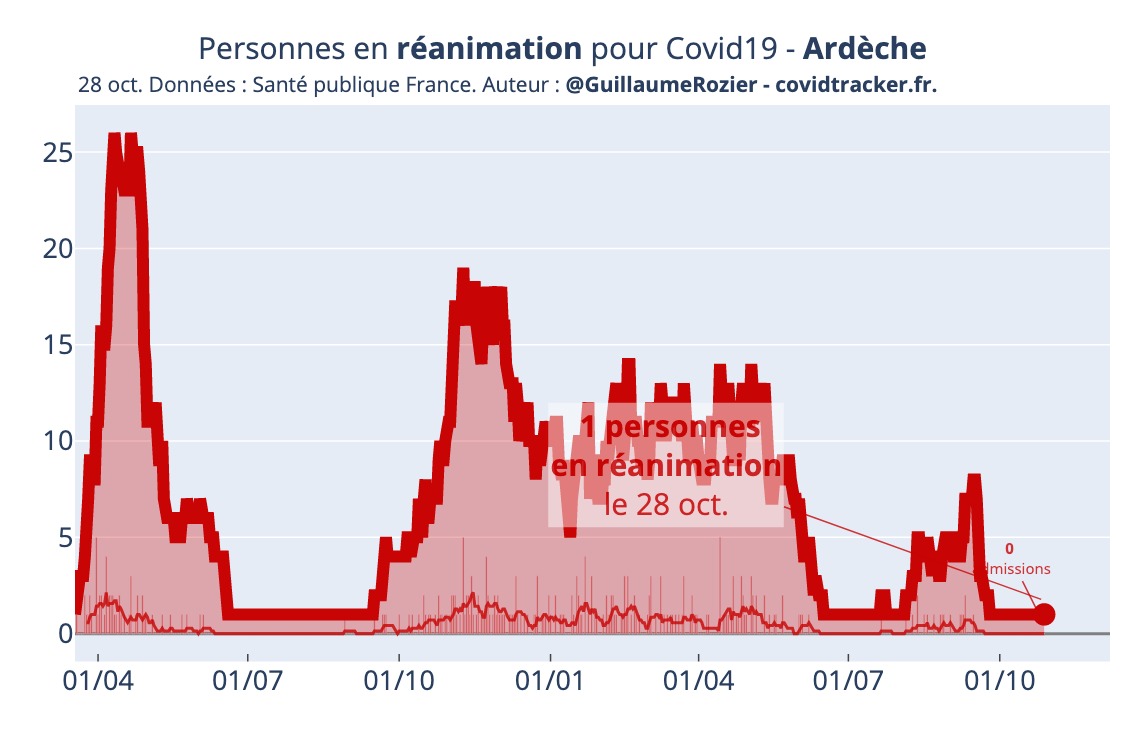 Personnes en réanimation pour Covid19 - Ardèche
28 oct. Données : Santé publique France. Auteur : @GuillaumeRozier - covidtracker.fr.
25
20
15
10
5
0
1 personnes
en réanimation
le 28 oct.
0
admissions
01/04
01/07
01/10
01/01
01/04
01/07
01/10